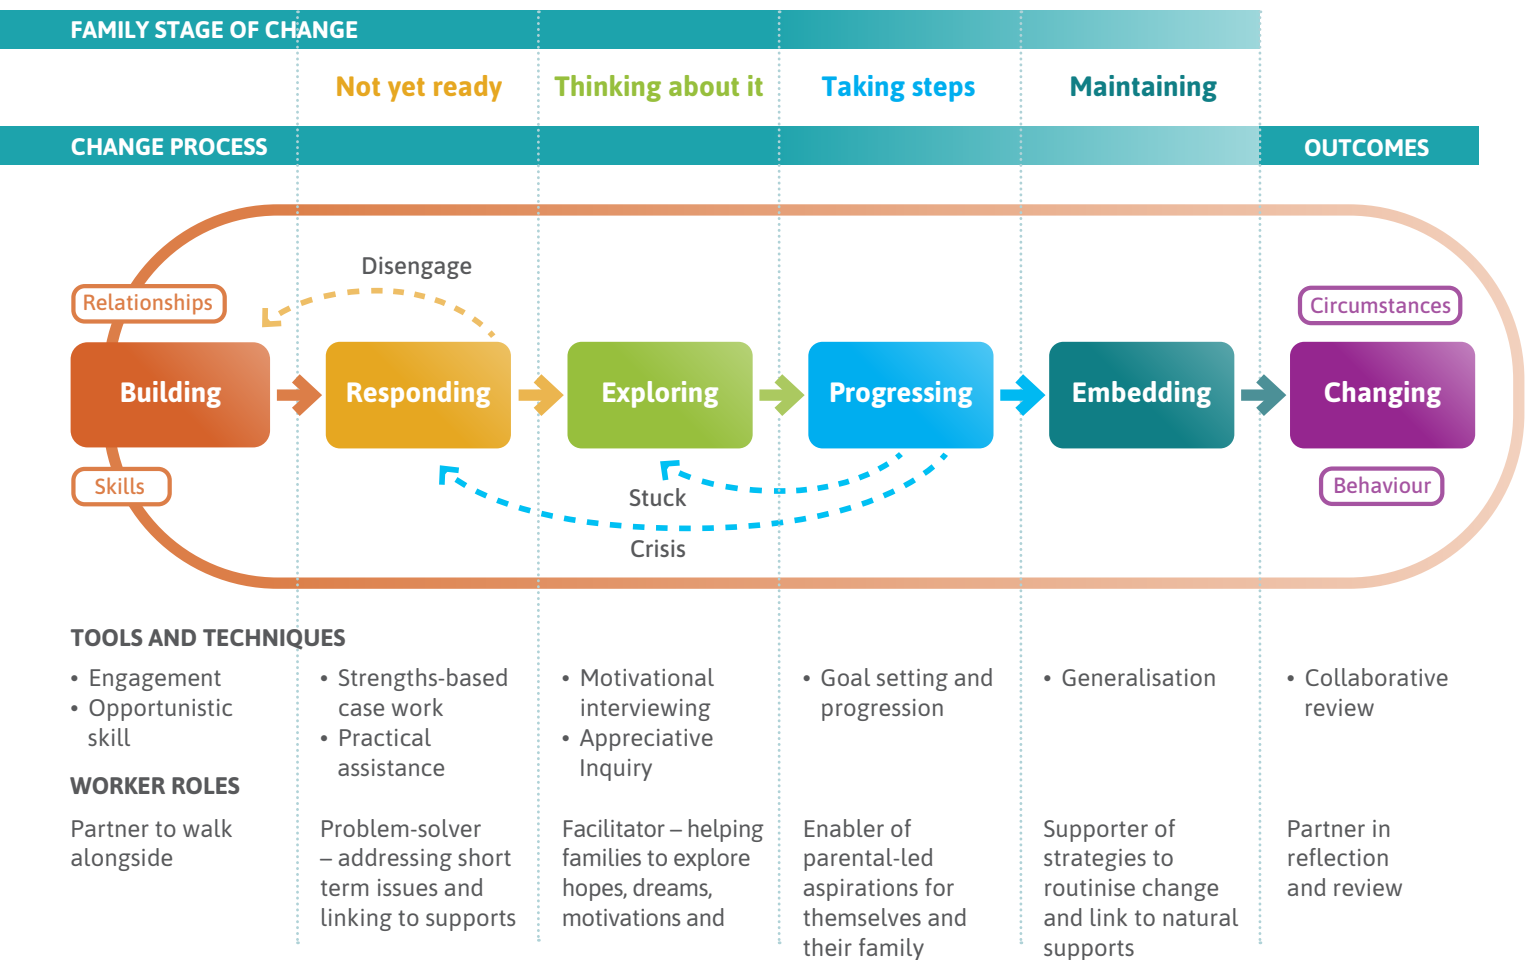 FAMILY STAGE OF CHANGE
Not yet ready
Thinking about it
Taking steps
Maintaining
CHANGE PROCESS
OUTCOMES
Disengage
Relationships
Circumstances
Building
Responding
Exploring
Progressing
Embedding
Changing
Skills
Stuck
Behaviour
Crisis
TOOLS AND TECHNIQUES
• Engagement
• Opportunistic
skill
• Strengths-based
case work
• Practical
assistance
• Motivational
interviewing
• Appreciative
Inquiry
• Goal setting and
progression
• Generalisation
• Collaborative
review
WORKER ROLES
Partner to walk
alongside
Problem-solver
– addressing short
term issues and
linking to supports
Facilitator – helping
families to explore
hopes, dreams,
motivations and
Enabler of
parental-led
aspirations for
themselves and
their family
Supporter of
strategies to
routinise change
and link to natural
supports
Partner in
reflection
and review